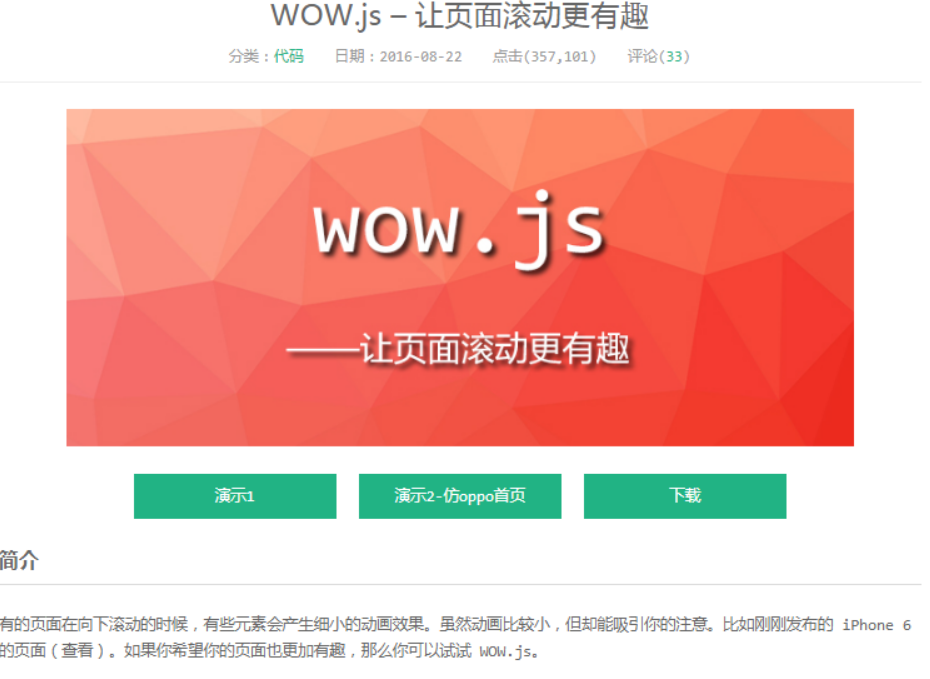 WOW.js – 让页面滚动更有趣
分类：代码 日期：2016-08-22 点击(357,101) 评论(33)
wow.js
——让页面滚动更有趣
演示1 演示2-仿oppo首页 下载
简介
有的页面在向下滚动的时候，有些元素会产生细小的动画效果。虽然动画比较小，但却能吸引你的注意。比如刚刚发布的 iPhone 6
的页面（查看）。如果你希望你的页面也更加有趣，那么你可以试试 WOW.js。